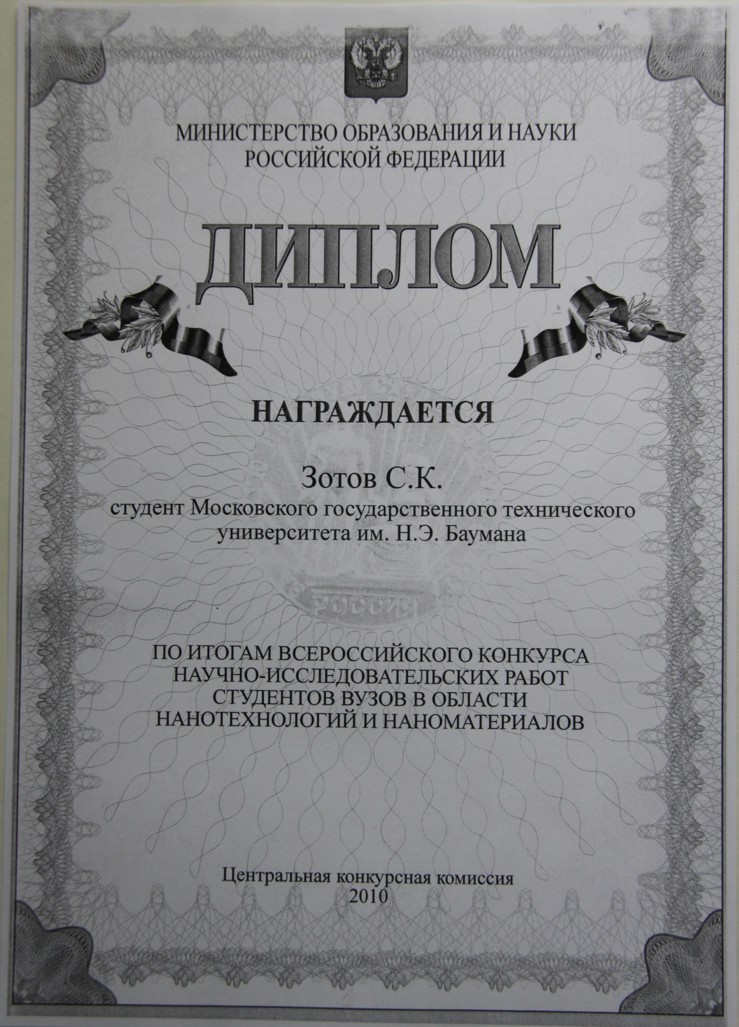 МИНИСТЕРСТВО ОБРАЗОВАНИЯ И НАУКИ
РОССИЙСКОЙ ФЕДЕРАЦИИ
ДИПЛОМ
НАГРАЖДАЕТСЯ
Зотов С.К.
студент Московского государственного технического
университета им. Н.Э. Баумана
РОССИЯ
ПО ИТОГАМ ВСЕРОССИЙСКОГО КОНКУРСА
НАУЧНО-ИССЛЕДОВАТЕЛЬСКИХ РАБОТ
СТУДЕНТОВ ВУЗОВ В ОБЛАСТИ
НАНОТЕХНОЛОГИЙ И НАНОМАТЕРИАЛОВ
Центральная конкурсная комиссия
2010